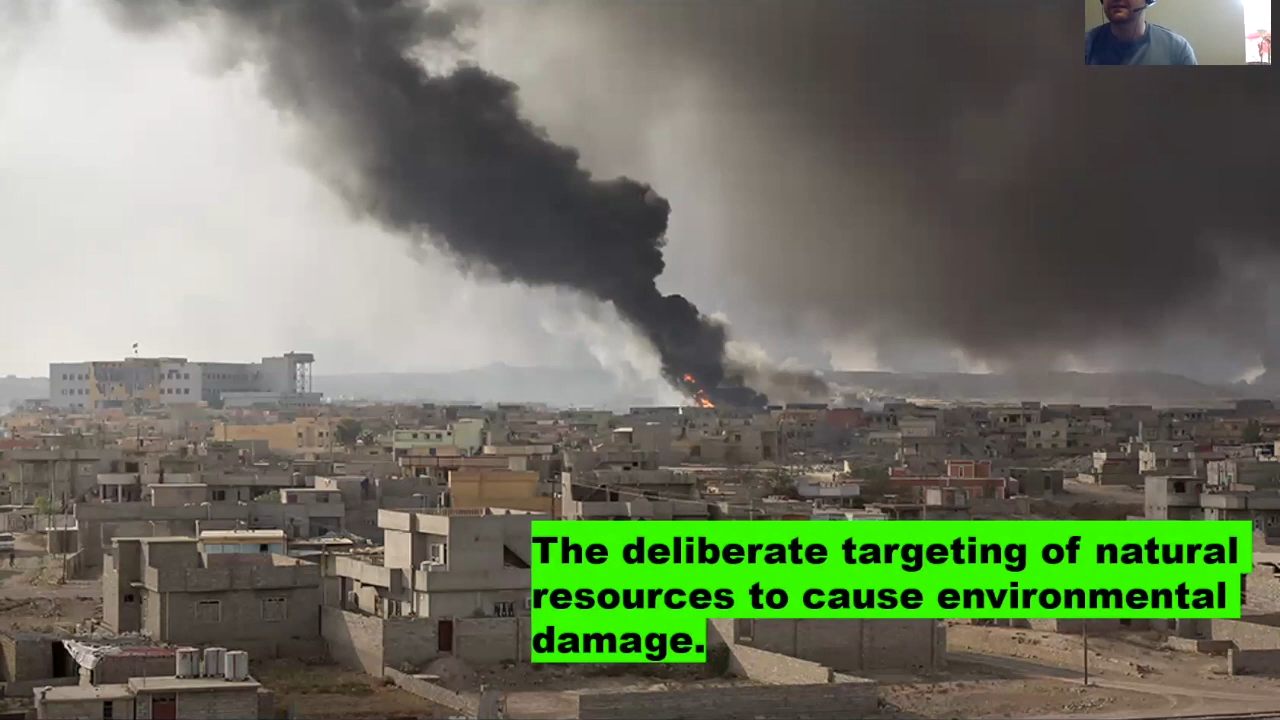 The deliberate targeting of natural
resources to cause environmental
damage.